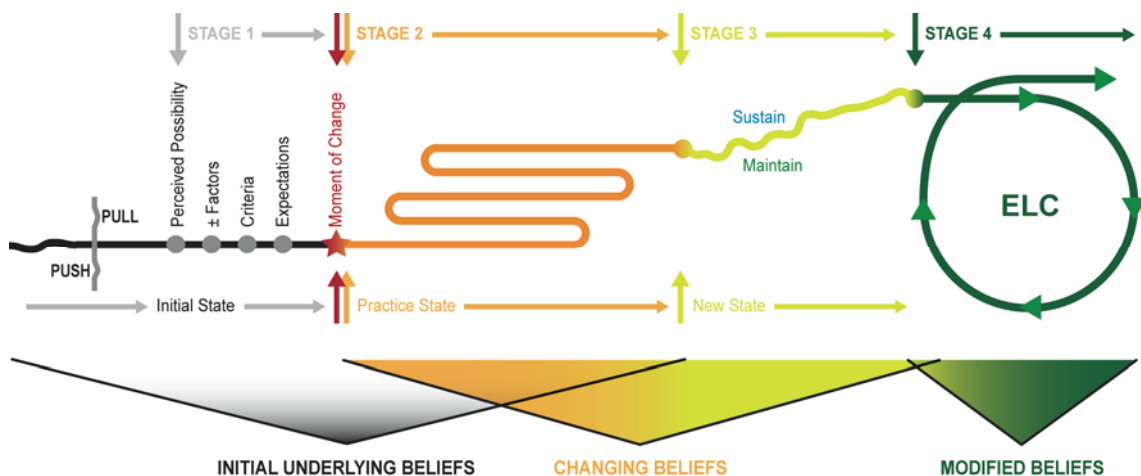 STAGE 1
STAGE 2
STAGE 3
STAGE 4
PULL
PUSH
Perceived Possibility
± Factors
Criteria
Expectations
Moment of Change
Sustain
Maintain
ELC
Initial State
Practice State
New State
INITIAL UNDERLYING BELIEFS
CHANGING BELIEFS
MODIFIED BELIEFS